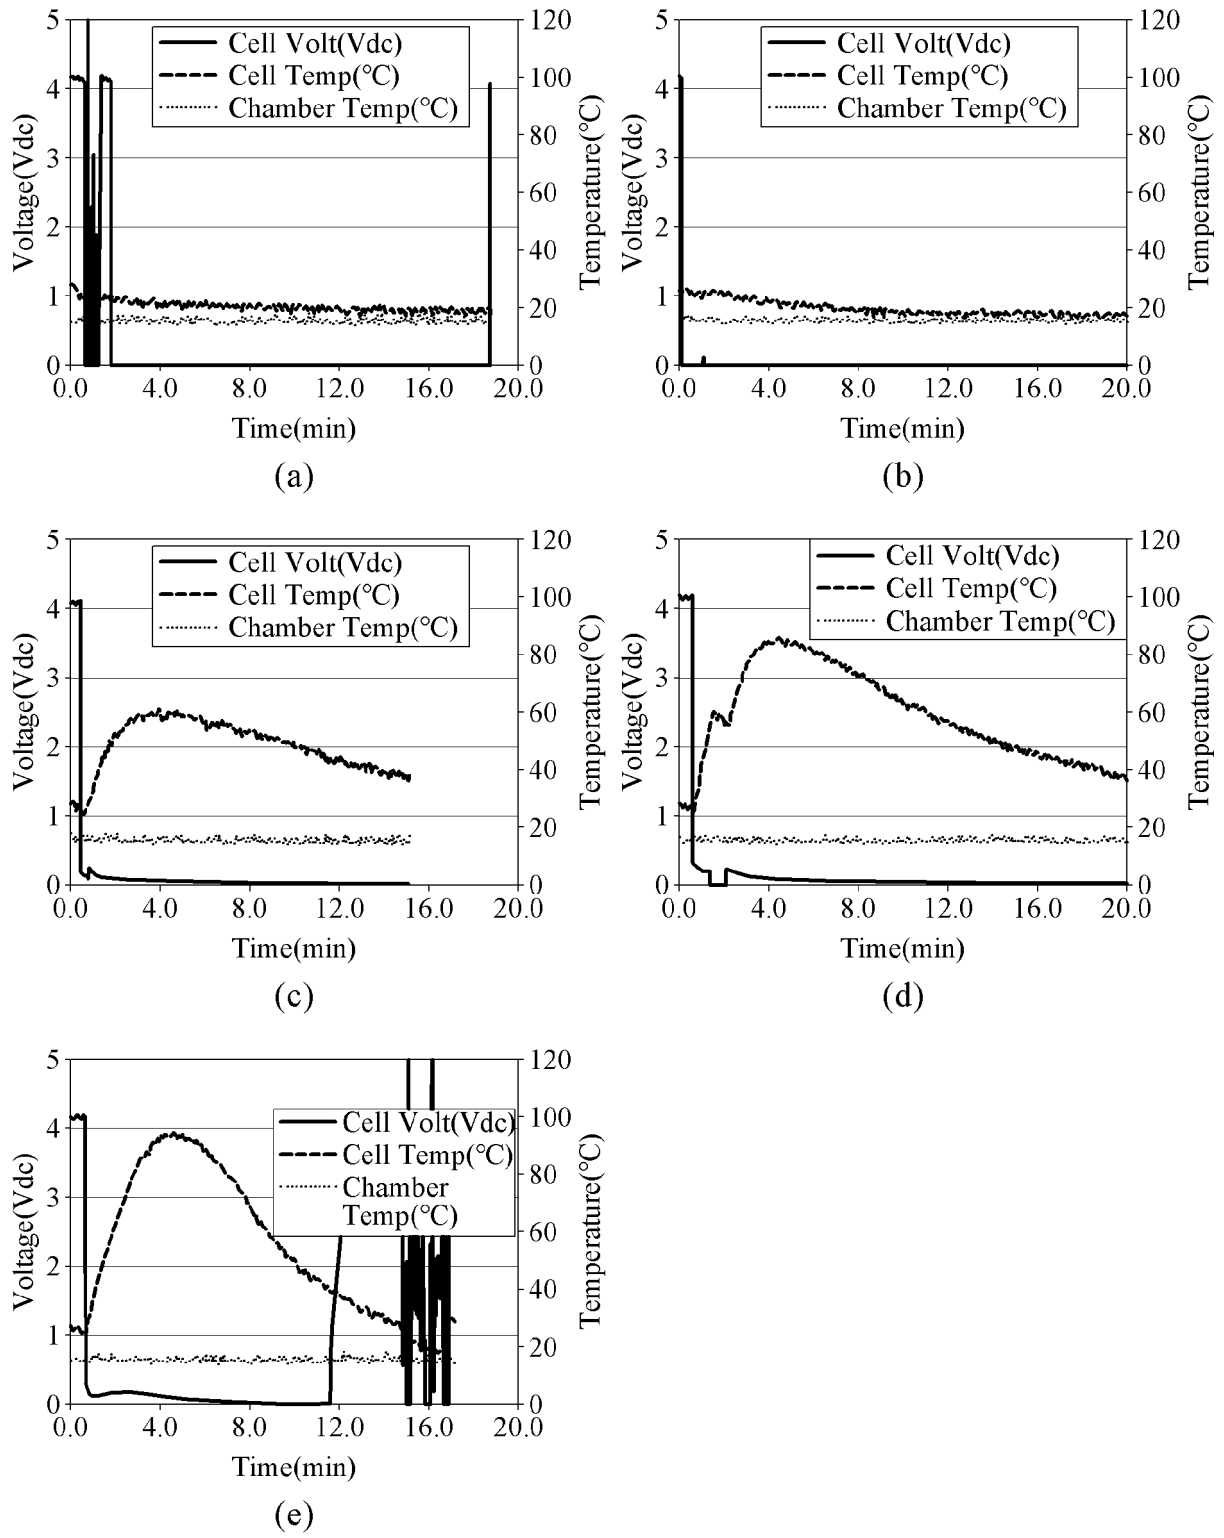 5
4
3
2
1
0
Voltage(Vdc)
Cell Volt(Vdc)
Cell Temp(°C)
Chamber Temp(°C)
120
100
80
60
40
20
0
Temperature(°C)
0.0 4.0 8.0 12.0 16.0 20.0
Time(min)
(a)
5
4
3
2
1
0
Voltage(Vdc)
Cell Volt(Vdc)
Cell Temp(°C)
Chamber Temp(°C)
120
100
80
60
40
20
0
Temperature(°C)
0.0 4.0 8.0 12.0 16.0 20.0
Time(min)
(b)
5
4
3
2
1
0
Voltage(Vdc)
Cell Volt(Vdc)
Cell Temp(°C)
Chamber Temp(°C)
120
100
80
60
40
20
0
Temperature(°C)
0.0 4.0 8.0 12.0 16.0 20.0
Time(min)
(c)
5
4
3
2
1
0
Voltage(Vdc)
Cell Volt(Vdc)
Cell Temp(°C)
Chamber Temp(°C)
120
100
80
60
40
20
0
Temperature(°C)
0.0 4.0 8.0 12.0 16.0 20.0
Time(min)
(d)
5
4
3
2
1
0
Voltage(Vdc)
Cell Volt(Vdc)
Cell Temp(°C)
Chamber
Temp(°C)
120
100
80
60
40
20
0
Temperature(°C)
0.0 4.0 8.0 12.0 16.0 20.0
Time(min)
(e)